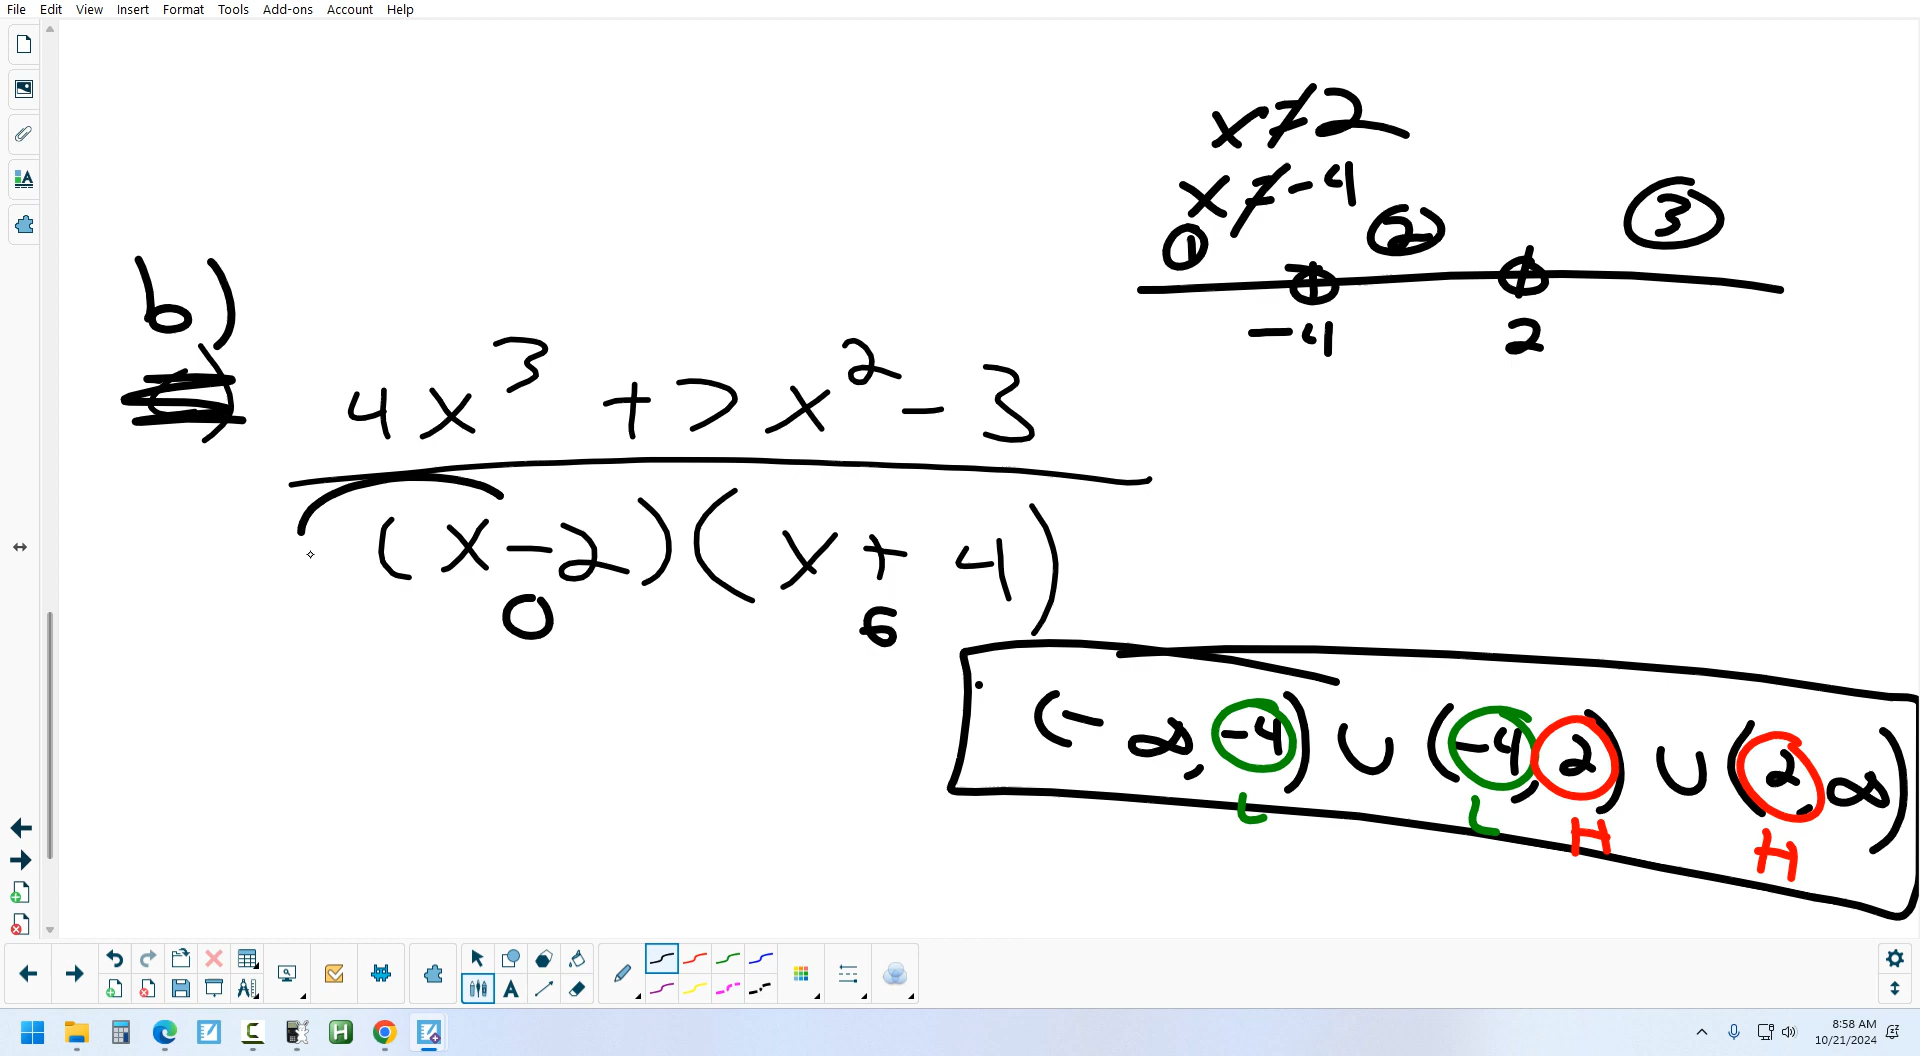 File Edit View Insert Format Tools Add-ons Account Help
x≠2
x≠-4
① ② ③
-4 2
b)
4x³ + 7x² - 3
(x-2)(x+4)
0 6
(-∞, -4) ∪ (-4, 2) ∪ (2, ∞)
L L H H
A
8:58 AM
10/21/2024